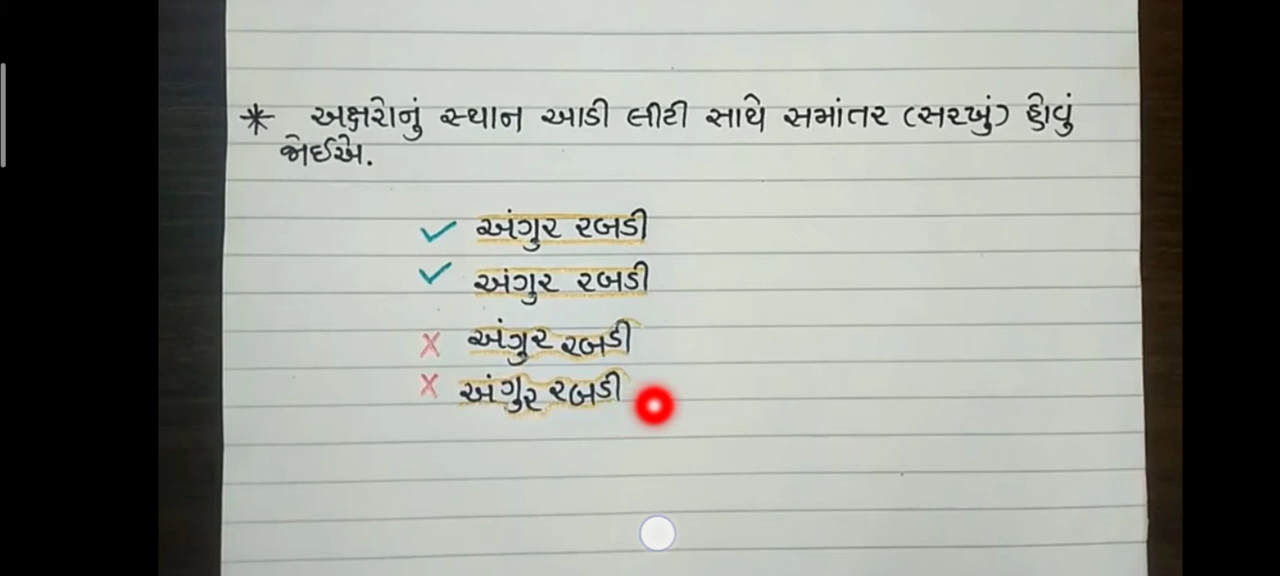 * અક્ષરોનું સ્થાન આડી લીટી સાથે સમાંતર (સરખું) હોવું
જોઈએ.
✓ અંગુર રબડી
✓ અંગુર રબડી
X અંગુર રબડી
X અંગુર રબડી